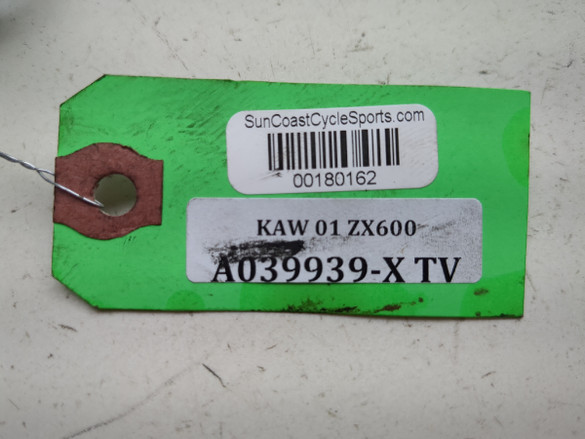 SunCoastCycleSports.com
00180162
KAW 01 ZX600
A039939-X TV